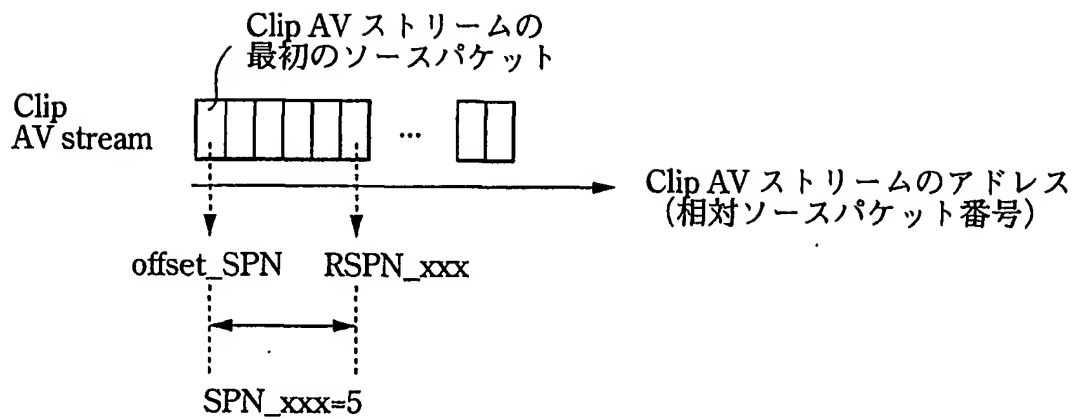 Clip AV ストリームの
最初のソースパケット
Clip
AV stream
...
Clip AV ストリームのアドレス
(相対ソースパケット番号)
offset_SPN RSPN_xxx
SPN_xxx=5